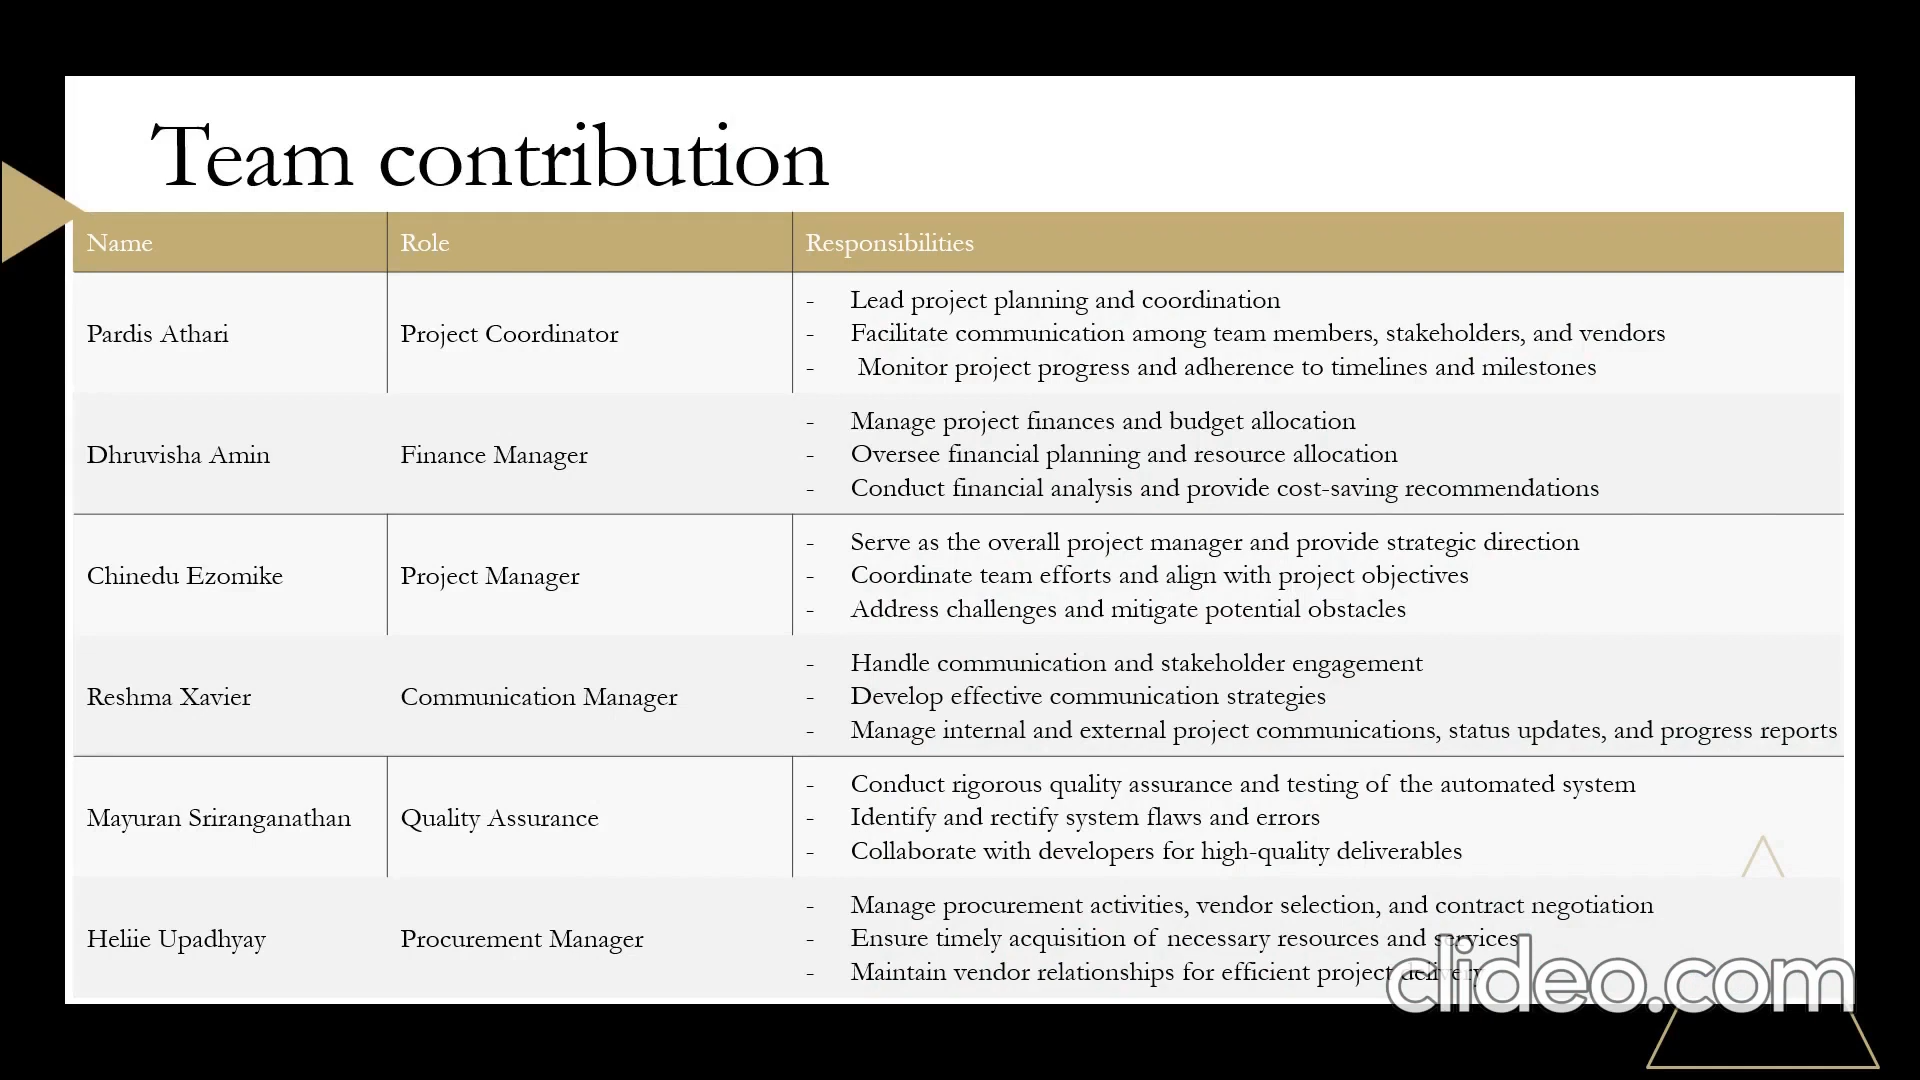 Team contribution
Name Role Responsibilities
Pardis Athari Project Coordinator
- Lead project planning and coordination
- Facilitate communication among team members, stakeholders, and vendors
- Monitor project progress and adherence to timelines and milestones
Dhruvisha Amin Finance Manager
- Manage project finances and budget allocation
- Oversee financial planning and resource allocation
- Conduct financial analysis and provide cost-saving recommendations
Chinedu Ezomike Project Manager
- Serve as the overall project manager and provide strategic direction
- Coordinate team efforts and align with project objectives
- Address challenges and mitigate potential obstacles
Reshma Xavier Communication Manager
- Handle communication and stakeholder engagement
- Develop effective communication strategies
- Manage internal and external project communications, status updates, and progress reports
Mayuran Sriranganathan Quality Assurance
- Conduct rigorous quality assurance and testing of the automated system
- Identify and rectify system flaws and errors
- Collaborate with developers for high-quality deliverables
Heliie Upadhyay Procurement Manager
- Manage procurement activities, vendor selection, and contract negotiation
- Ensure timely acquisition of necessary resources and services
- Maintain vendor relationships for efficient project delivery
clideo.com